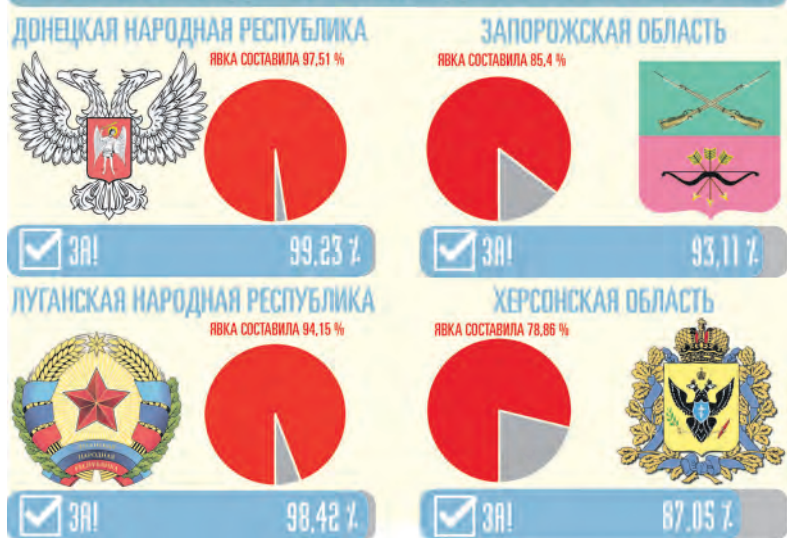 ДОНЕЦКАЯ НАРОДНАЯ РЕСПУБЛИКА
ЯВКА СОСТАВИЛА 97,51 %
ЗА! 99.23 %
ЗАПОРОЖСКАЯ ОБЛАСТЬ
ЯВКА СОСТАВИЛА 85,4 %
ЗА! 93,11 %
ЛУГАНСКАЯ НАРОДНАЯ РЕСПУБЛИКА
ЯВКА СОСТАВИЛА 94,15 %
НАРОДНАЯ
РЕСПУБЛИКА
ЗА! 98,42 %
ХЕРСОНСКАЯ ОБЛАСТЬ
ЯВКА СОСТАВИЛА 78,86 %
ЗА! 87.05 %